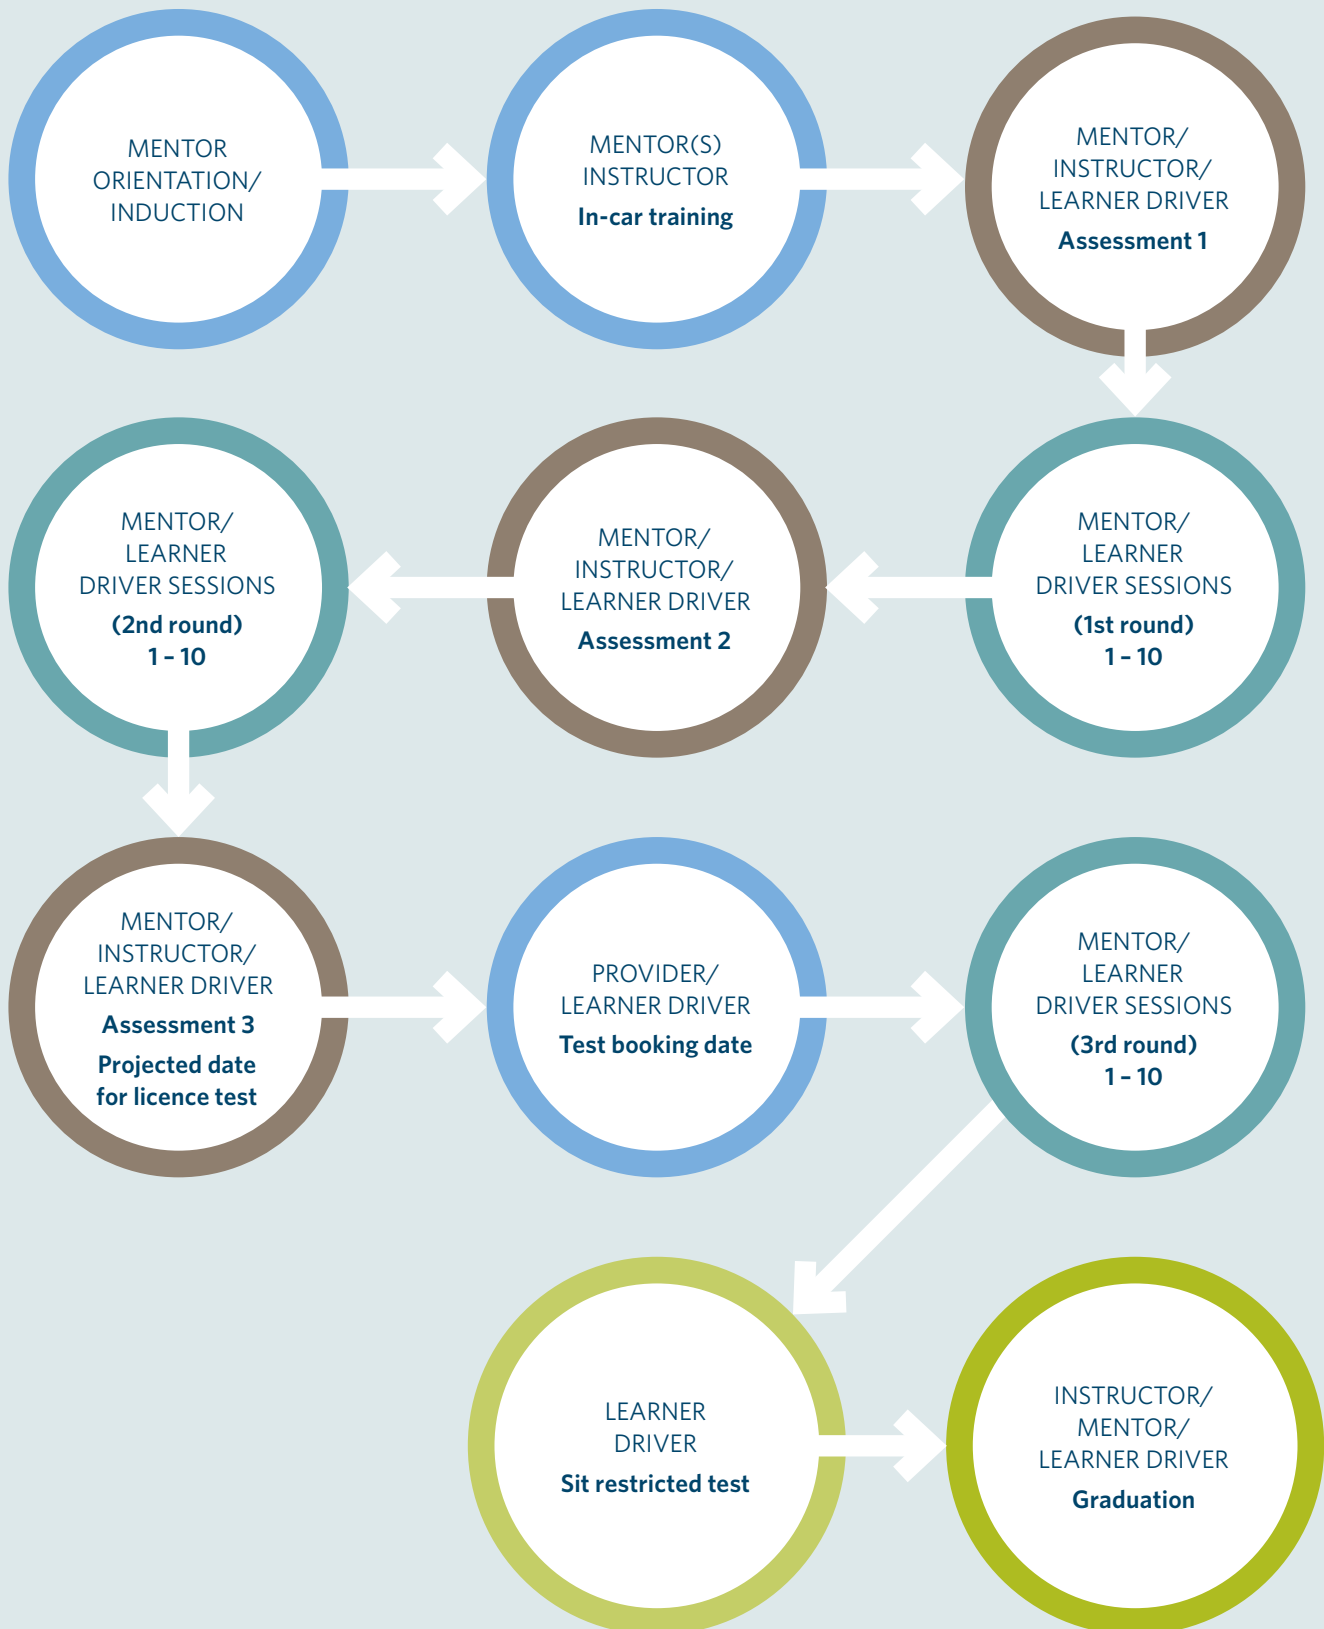 MENTOR
ORIENTATION/
INDUCTION
MENTOR(S)
INSTRUCTOR
In-car training
MENTOR/
INSTRUCTOR/
LEARNER DRIVER
Assessment 1
MENTOR/
LEARNER
DRIVER SESSIONS
(1st round)
1 – 10
MENTOR/
INSTRUCTOR/
LEARNER DRIVER
Assessment 2
MENTOR/
LEARNER
DRIVER SESSIONS
(2nd round)
1 – 10
MENTOR/
INSTRUCTOR/
LEARNER DRIVER
Assessment 3
Projected date
for licence test
PROVIDER/
LEARNER DRIVER
Test booking date
MENTOR/
LEARNER
DRIVER SESSIONS
(3rd round)
1 – 10
LEARNER
DRIVER
Sit restricted test
INSTRUCTOR/
MENTOR/
LEARNER DRIVER
Graduation